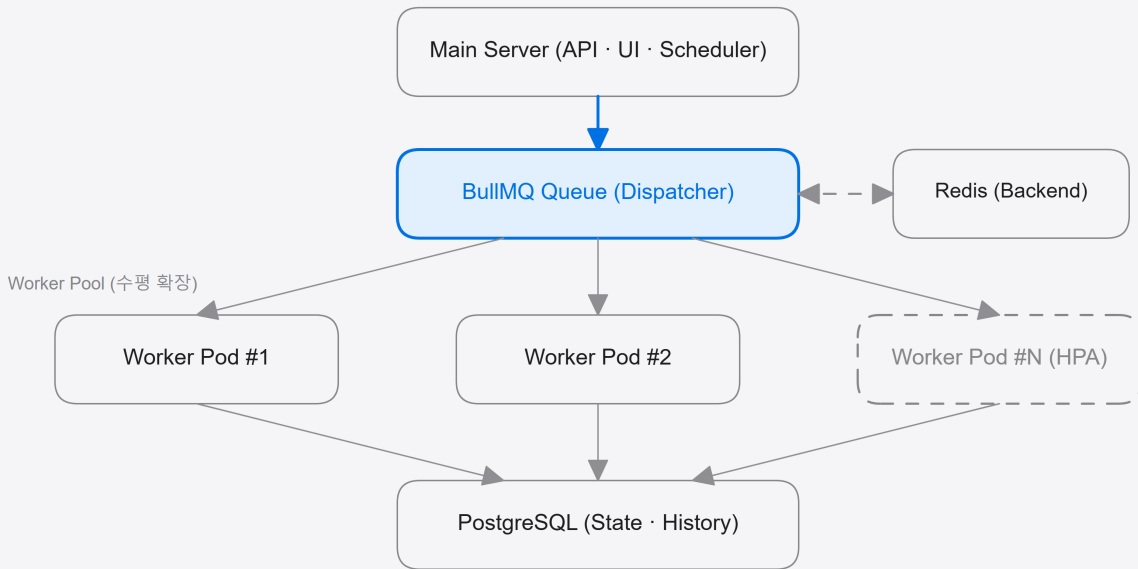 Main Server (API · UI · Scheduler)
BullMQ Queue (Dispatcher)
Redis (Backend)
Worker Pool (수평 확장)
Worker Pod #1
Worker Pod #2
Worker Pod #N (HPA)
PostgreSQL (State · History)